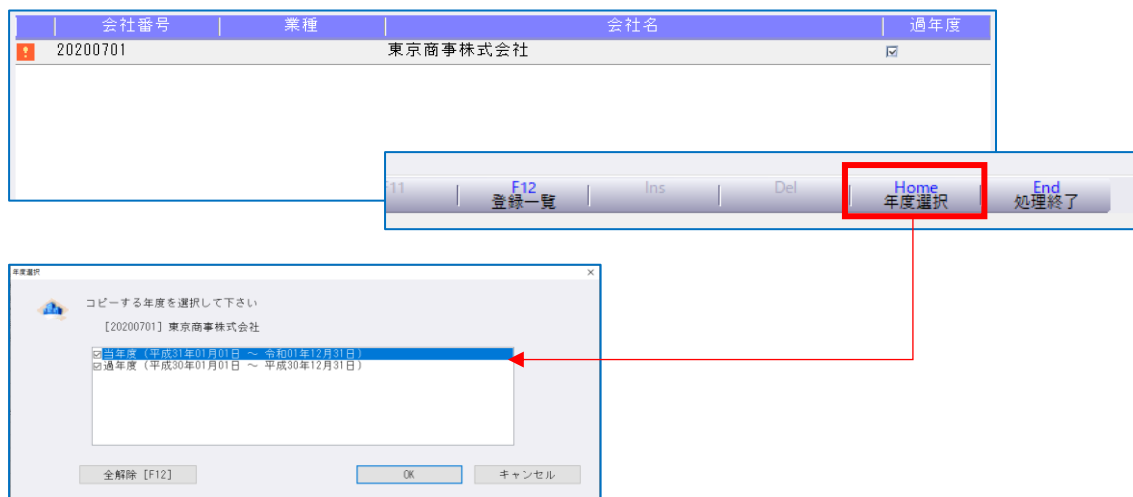 会社番号 業種 会社名 過年度
20200701 東京商事株式会社
F12 Ins Del Home End
登録一覧 年度選択 処理終了
年度選択
コピーする年度を選択して下さい
[20200701] 東京商事株式会社
当年度 (平成31年01月01日 ～ 令和01年12月31日)
過年度 (平成30年01月01日 ～ 平成30年12月31日)
全解除 [F12] OK キャンセル